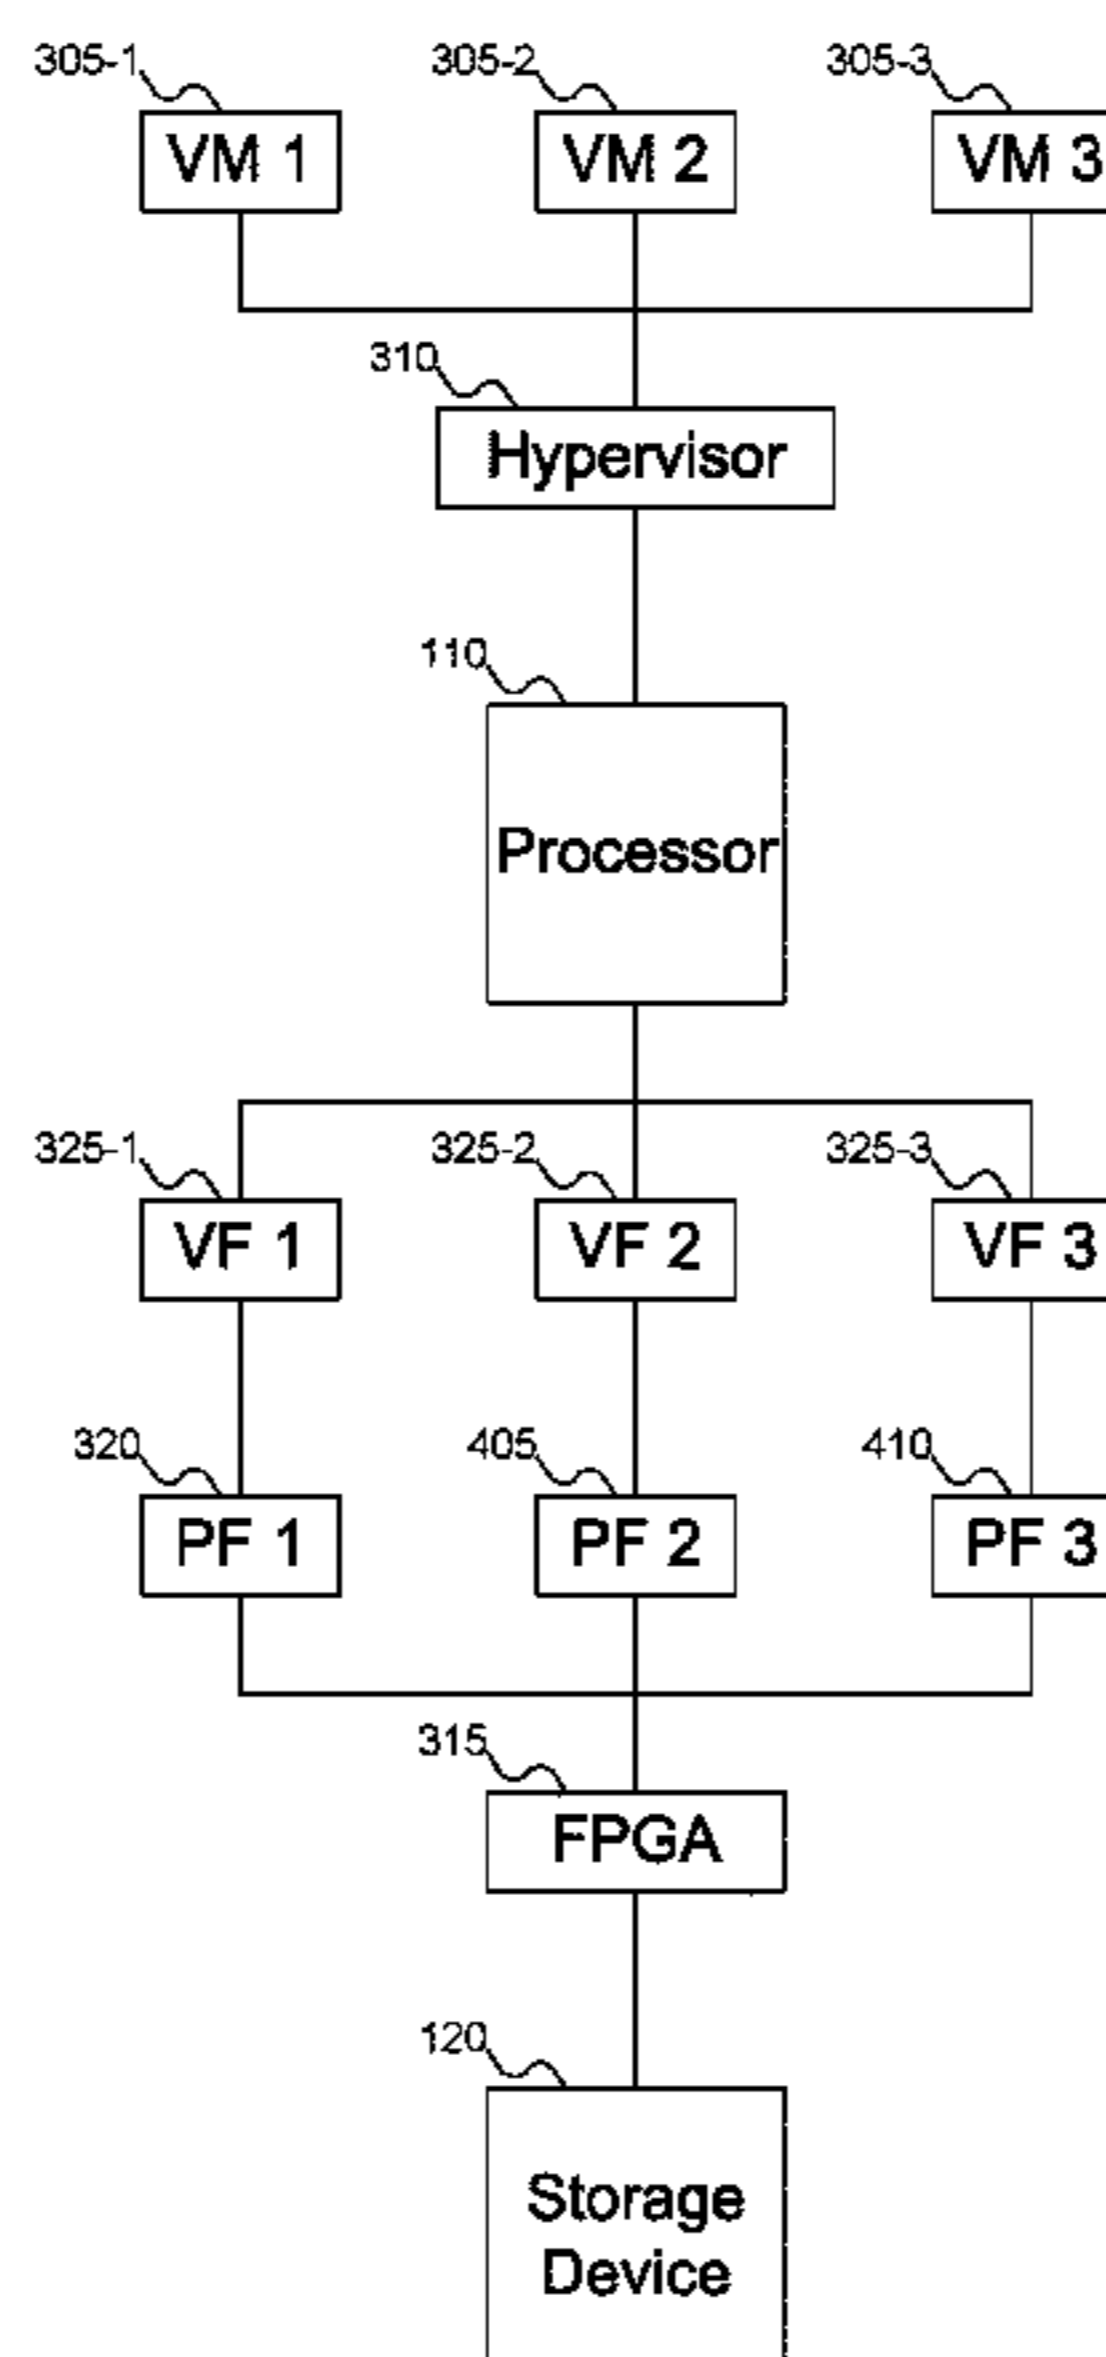 305-1 305-2 305-3
VM 1 VM 2 VM 3
310
Hypervisor
110
Processor
325-1 325-2 325-3
VF 1 VF 2 VF 3
320 405 410
PF 1 PF 2 PF 3
315
FPGA
120
Storage
Device